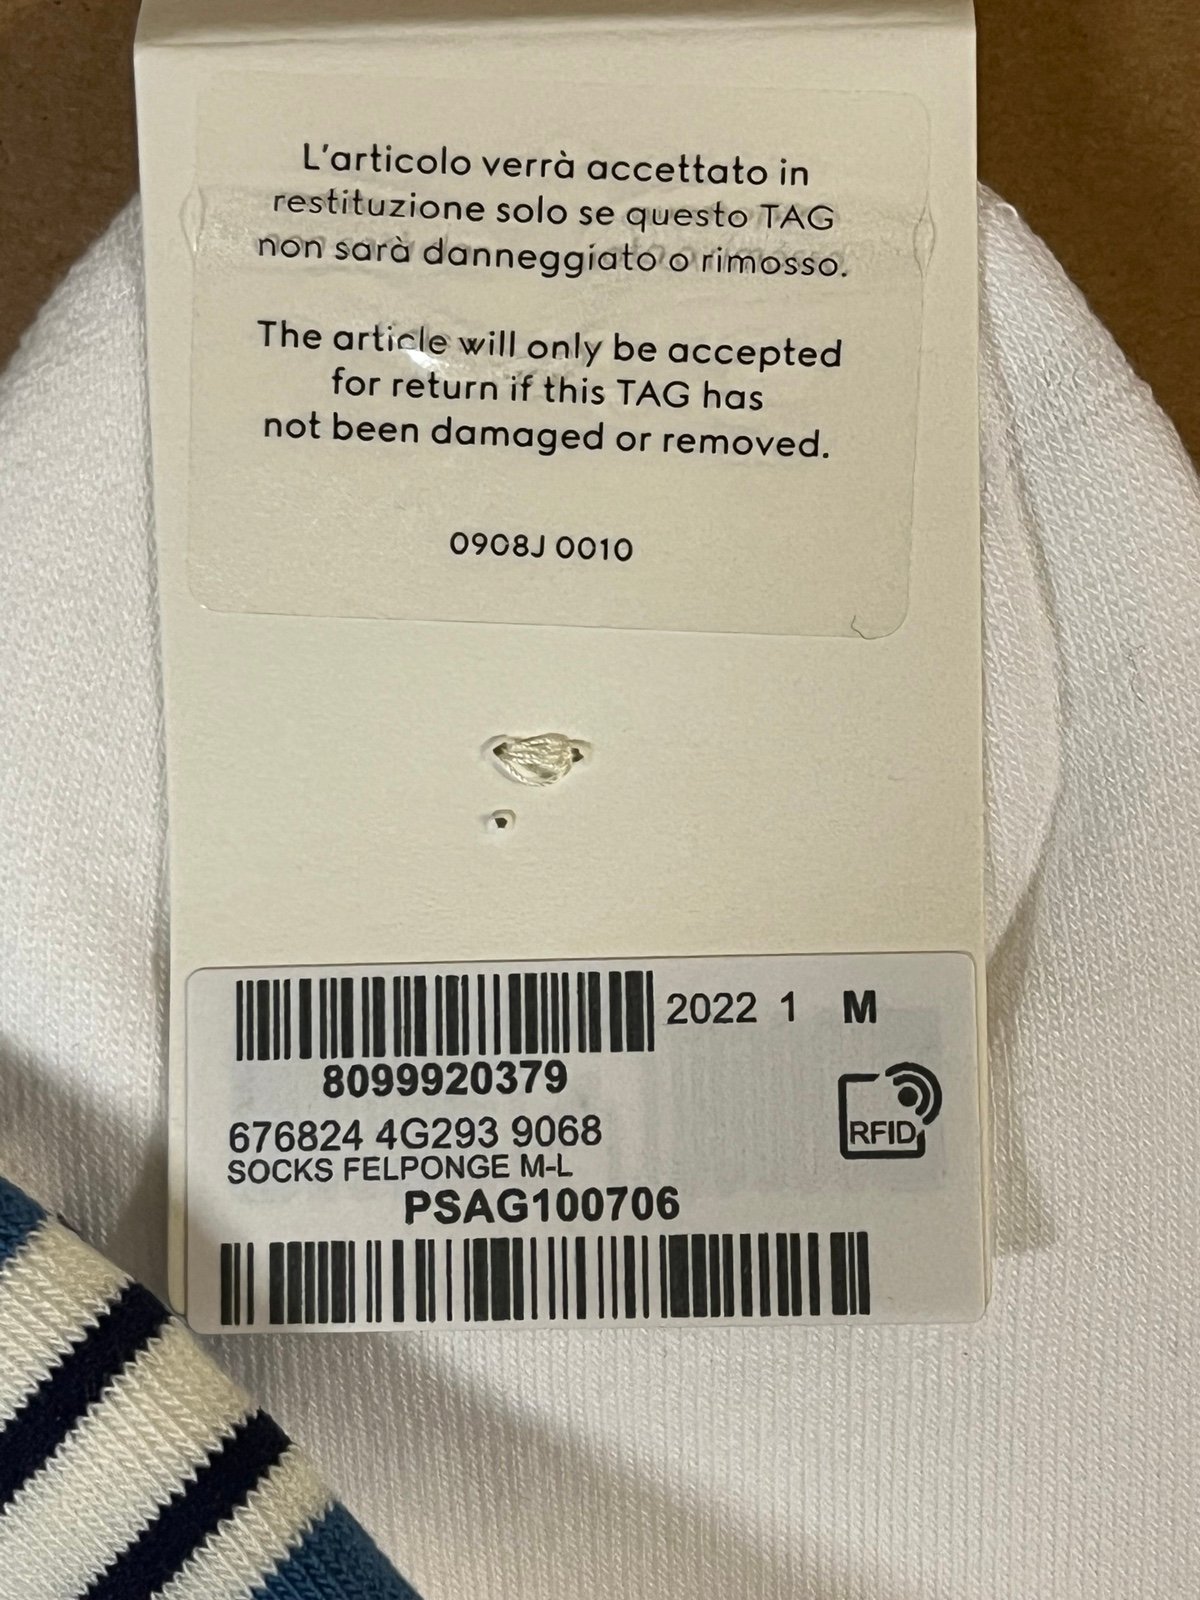 L'articolo verrà accettato in
restituzione solo se questo TAG
non sarà danneggiato o rimosso.
The article will only be accepted
for return if this TAG has
not been damaged or removed.
0908J 0010
2022 1 M
8099920379
676824 4G293 9068
RFID
SOCKS FELPONGE M-L
PSAG100706